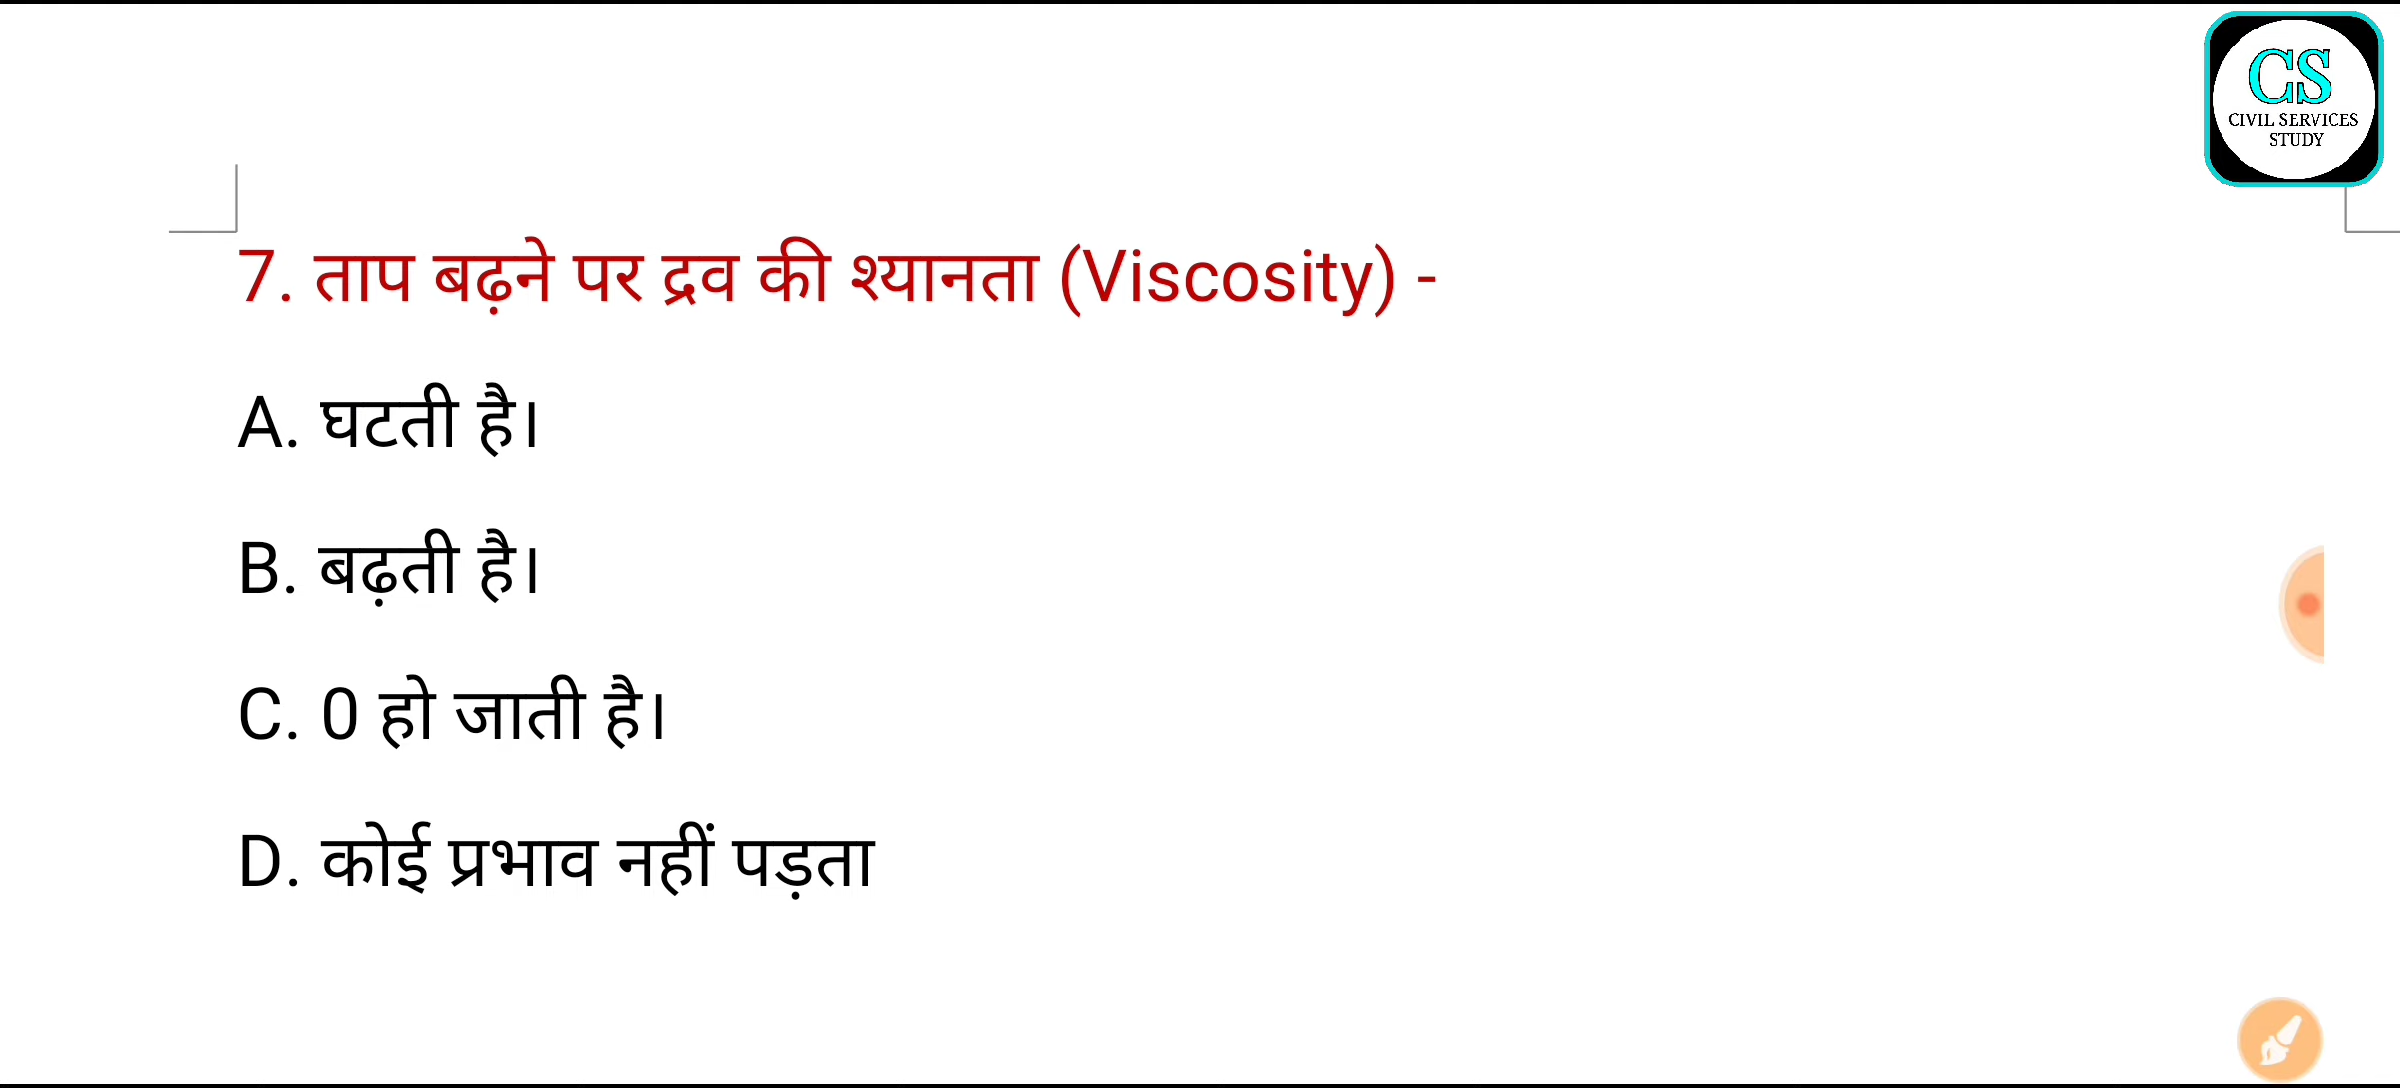 CS
CIVIL SERVICES
STUDY
7. ताप बढ़ने पर द्रव की श्यानता (Viscosity) -
A. घटती है।
B. बढ़ती है।
C. 0 हो जाती है।
D. कोई प्रभाव नहीं पड़ता